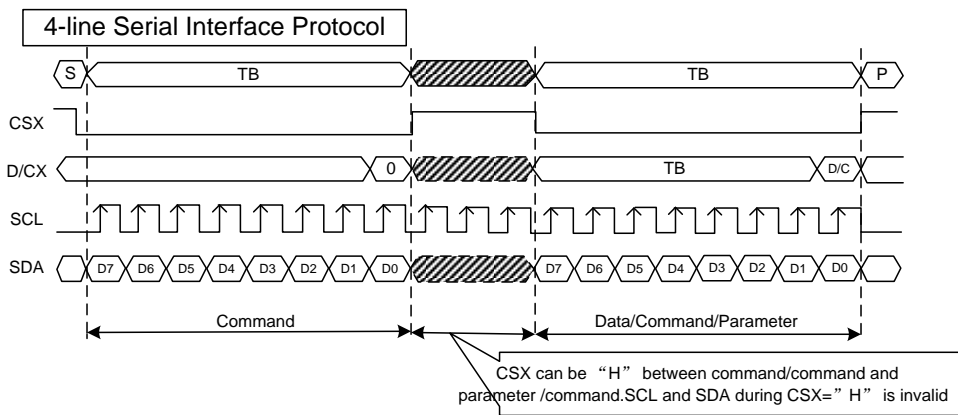 4-line Serial Interface Protocol
S TB TB P
CSX
D/CX 0 TB D/C
SCL
SDA D7 D6 D5 D4 D3 D2 D1 D0 D7 D6 D5 D4 D3 D2 D1 D0
Command Data/Command/Parameter
CSX can be “H” between command/command and
parameter /command.SCL and SDA during CSX=” H” is invalid